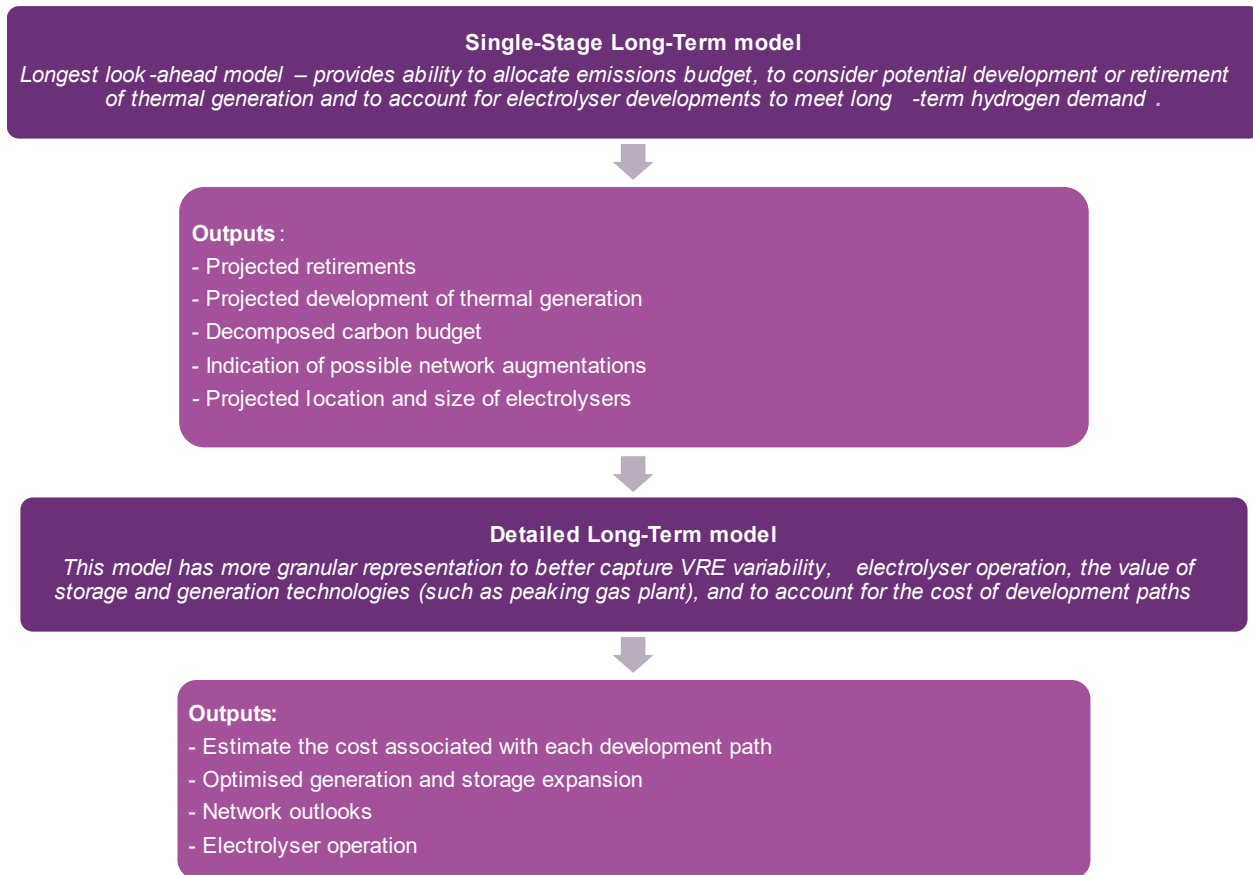 Single-Stage Long-Term model
Longest look-ahead model – provides ability to allocate emissions budget, to consider potential development or retirement
of thermal generation and to account for electrolyser developments to meet long -term hydrogen demand .
Outputs :
- Projected retirements
- Projected development of thermal generation
- Decomposed carbon budget
- Indication of possible network augmentations
- Projected location and size of electrolysers
Detailed Long-Term model
This model has more granular representation to better capture VRE variability, electrolyser operation, the value of
storage and generation technologies (such as peaking gas plant), and to account for the cost of development paths
Outputs:
- Estimate the cost associated with each development path
- Optimised generation and storage expansion
- Network outlooks
- Electrolyser operation